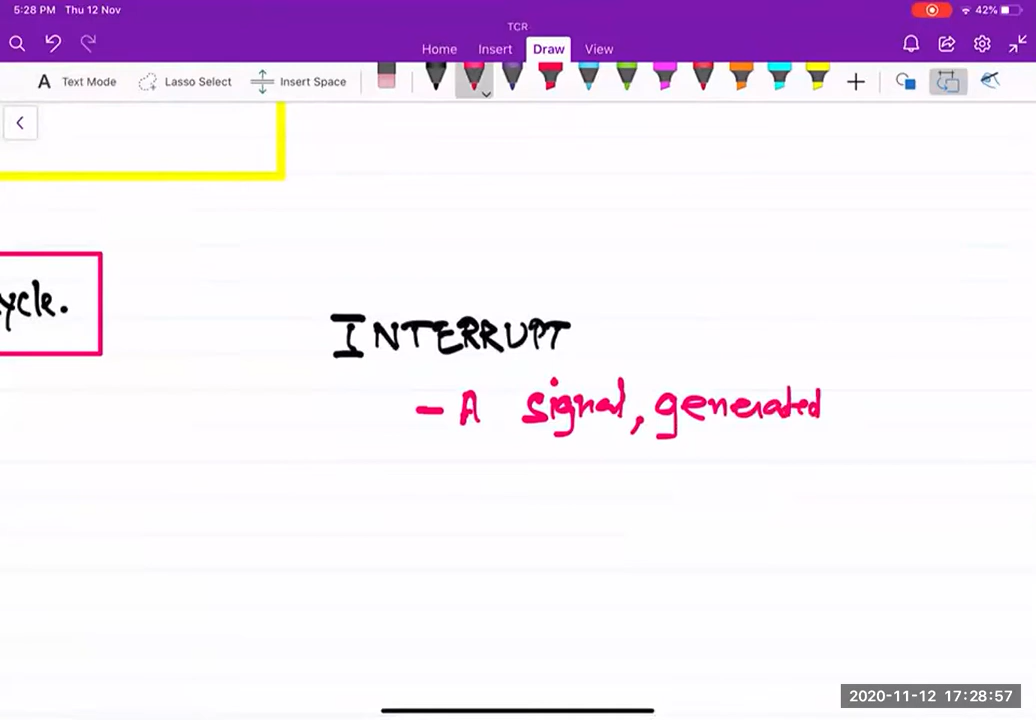 5:28 PM Thu 12 Nov
42%
TCR
Home Insert Draw View
A Text Mode Lasso Select Insert Space
INTERRUPT
- A signal, generated
2020-11-12 17:28:57